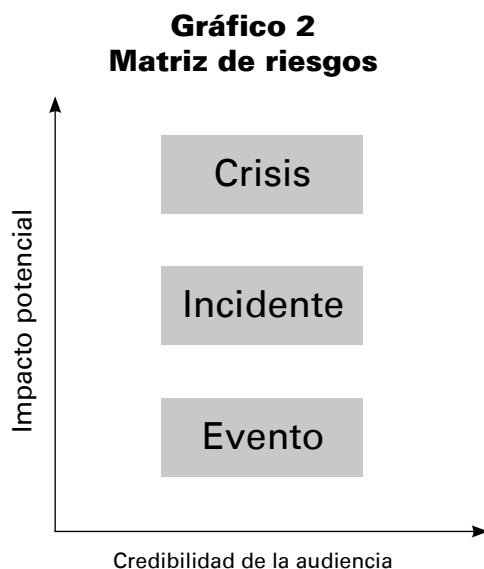 Gráfico 2
Matriz de riesgos
Impacto potencial
Crisis
Incidente
Evento
Credibilidad de la audiencia